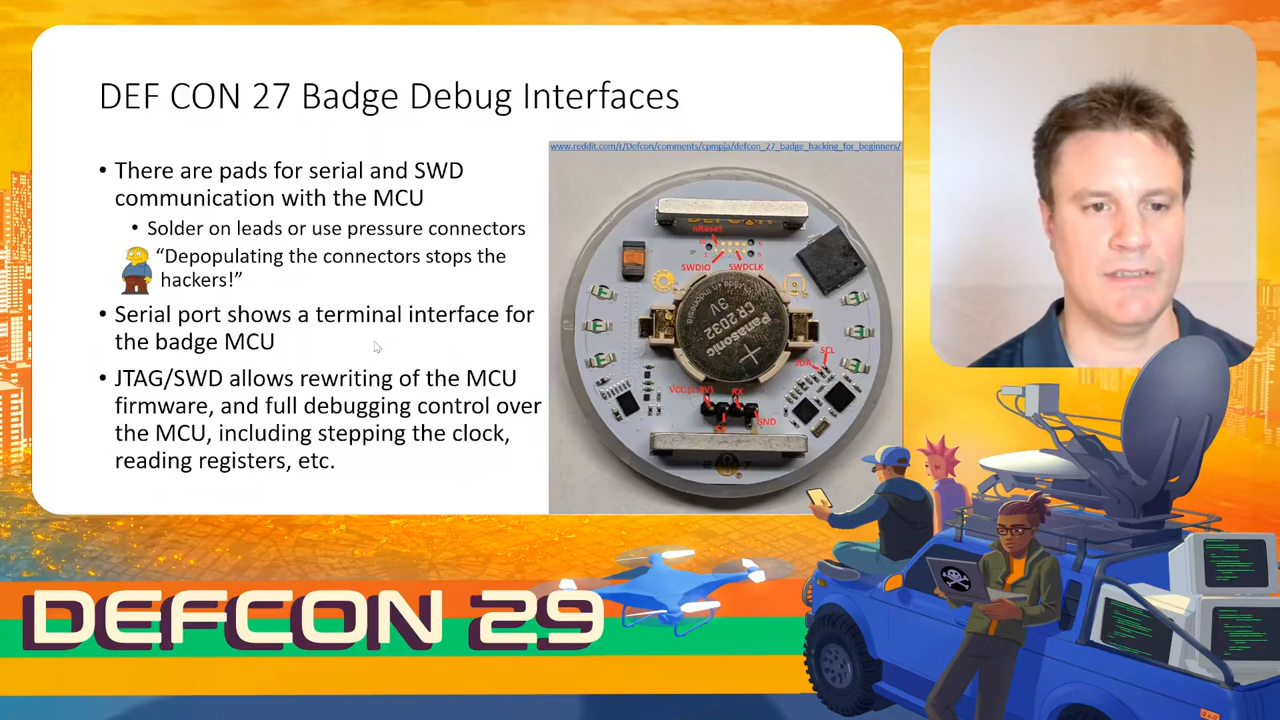 DEF CON 27 Badge Debug Interfaces
www.reddit.com/r/Defcon/comments/cpmpja/defcon_27_badge_hacking_for_beginners/
• There are pads for serial and SWD
communication with the MCU
• Solder on leads or use pressure connectors
“Depopulating the connectors stops the
hackers!”
• Serial port shows a terminal interface for
the badge MCU
• JTAG/SWD allows rewriting of the MCU
firmware, and full debugging control over
the MCU, including stepping the clock,
reading registers, etc.
nReset
SWDIO
SWDCLK
Panasonic
CR2032
3V
SCL
SDA
RX
GND
DEFCON 29